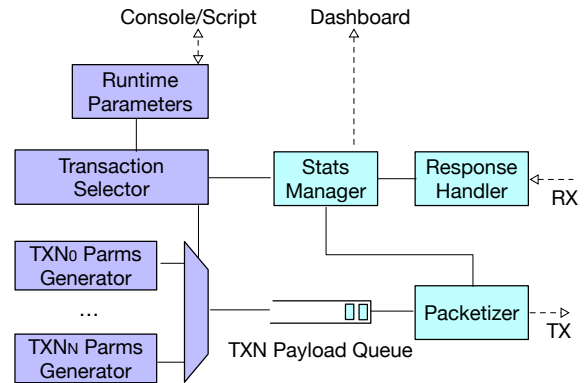 Console/Script
Dashboard
Runtime
Parameters
Transaction
Selector
Stats
Manager
Response
Handler
RX
TXN0 Parms
Generator
...
TXNN Parms
Generator
TXN Payload Queue
Packetizer
TX